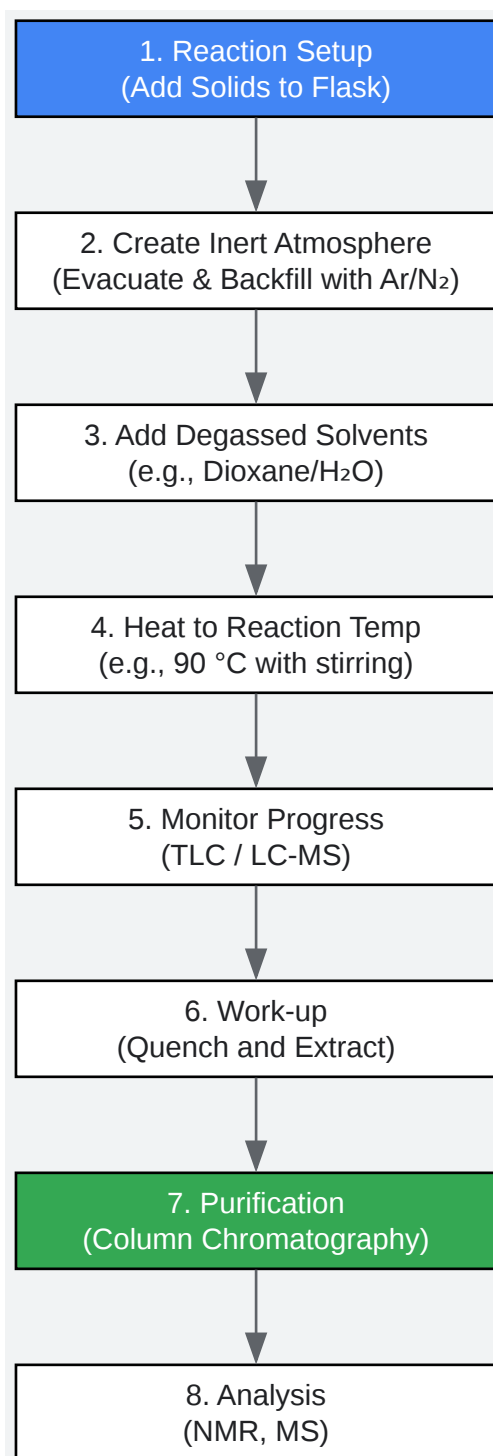 1. Reaction Setup
(Add Solids to Flask)
2. Create Inert Atmosphere
(Evacuate & Backfill with Ar/N₂)
3. Add Degassed Solvents
(e.g., Dioxane/H₂O)
4. Heat to Reaction Temp
(e.g., 90 °C with stirring)
5. Monitor Progress
(TLC / LC-MS)
6. Work-up
(Quench and Extract)
7. Purification
(Column Chromatography)
8. Analysis
(NMR, MS)